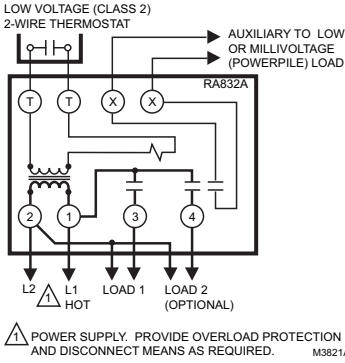 LOW VOLTAGE (CLASS 2)
2-WIRE THERMOSTAT
AUXILIARY TO LOW
OR MILLIVOLTAGE
(POWERPILE) LOAD
RA832A
T T X X
2 1 3 4
L2
1
L1
HOT
LOAD 1
LOAD 2
(OPTIONAL)
1 POWER SUPPLY. PROVIDE OVERLOAD PROTECTION
AND DISCONNECT MEANS AS REQUIRED.
M3821A